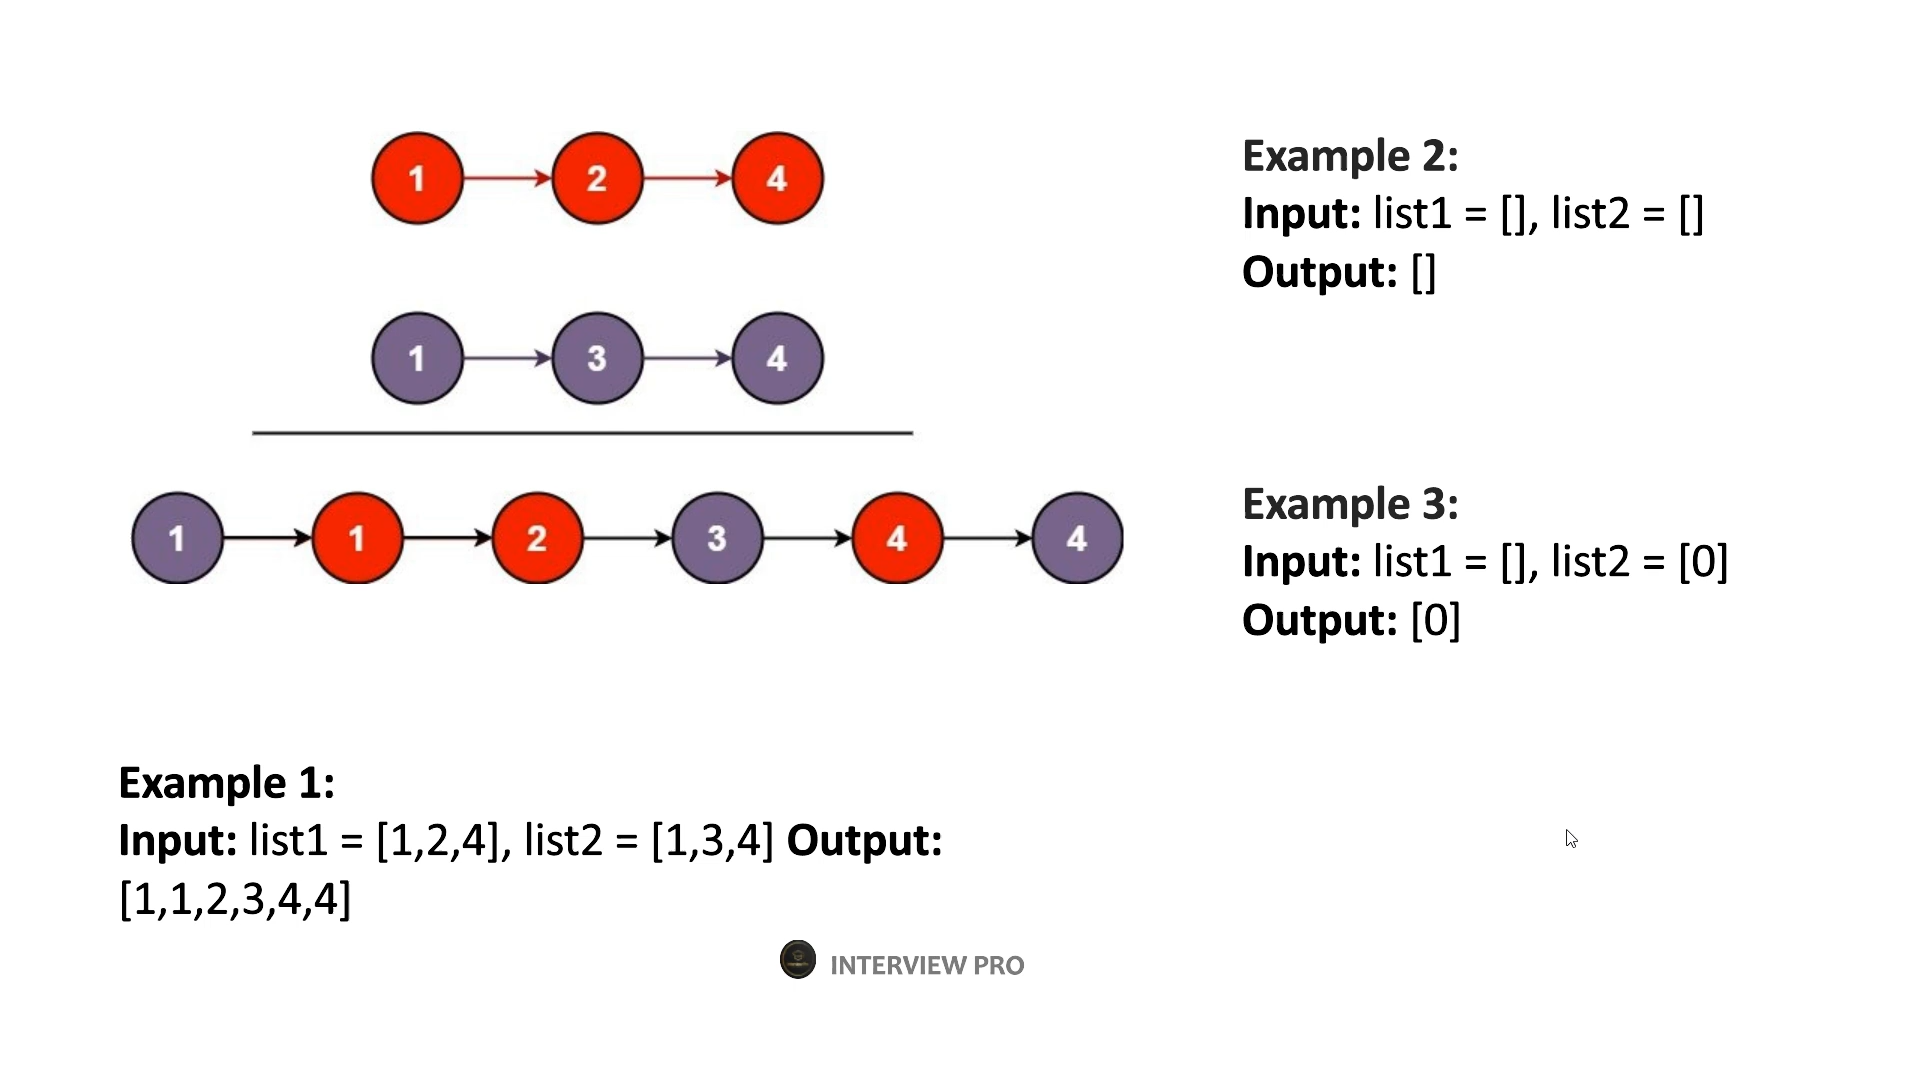 1 2 4
1 3 4
1 1 2 3 4 4
Example 1:
Input: list1 = [1,2,4], list2 = [1,3,4] Output:
[1,1,2,3,4,4]
Example 2:
Input: list1 = [], list2 = []
Output: []
Example 3:
Input: list1 = [], list2 = [0]
Output: [0]
INTERVIEW PRO